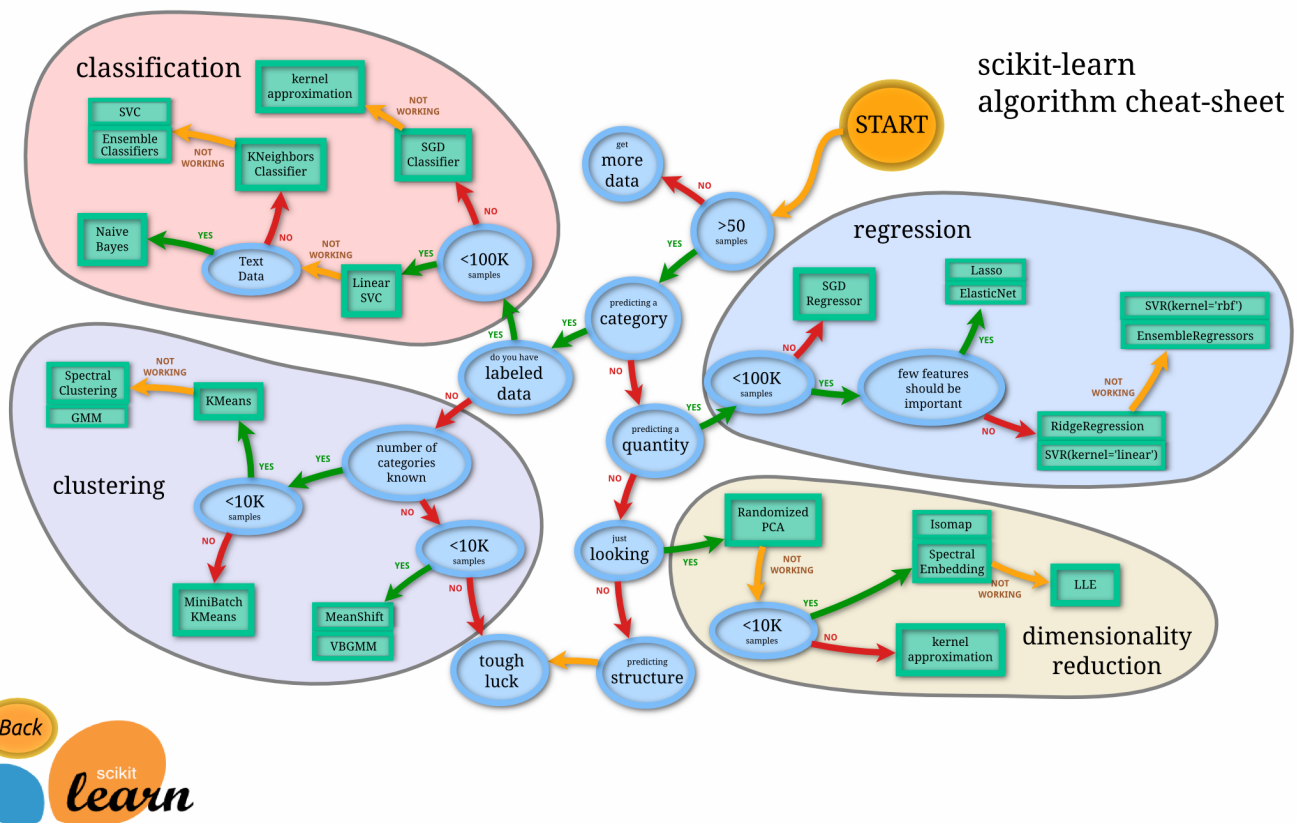 scikit-learn
algorithm cheat-sheet
START
>50
samples
NO
get
more
data
YES
predicting a
category
YES
do you have
labeled
data
NO
predicting a
quantity
YES
NO
just
looking
YES
NO
predicting
structure
tough
luck
classification
YES
<100K
samples
NO
SGD
Classifier
NOT
WORKING
kernel
approximation
YES
Linear
SVC
NOT
WORKING
Text
Data
YES
Naive
Bayes
NO
KNeighbors
Classifier
NOT
WORKING
SVC
Ensemble
Classifiers
clustering
NO
number of
categories
known
YES
<10K
samples
YES
KMeans
NOT
WORKING
Spectral
Clustering
GMM
NO
MiniBatch
KMeans
NO
<10K
samples
YES
MeanShift
VBGMM
NO
regression
<100K
samples
NO
SGD
Regressor
YES
few features
should be
important
YES
Lasso
ElasticNet
NO
RidgeRegression
SVR(kernel='linear')
NOT
WORKING
SVR(kernel='rbf')
EnsembleRegressors
dimensionality
reduction
Randomized
PCA
NOT
WORKING
<10K
samples
YES
Isomap
Spectral
Embedding
NOT
WORKING
LLE
NO
kernel
approximation
Back
scikit
learn